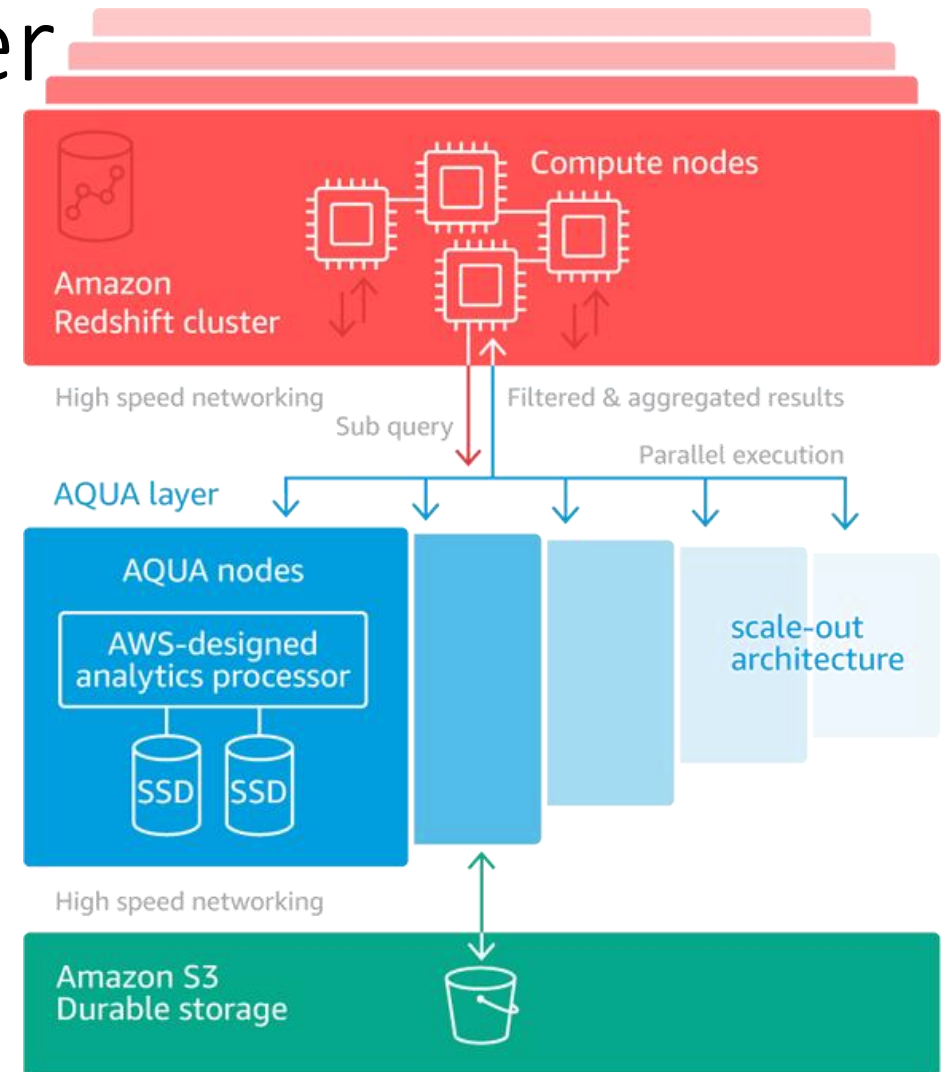 er
Compute nodes
Amazon
Redshift cluster
High speed networking
Filtered & aggregated results
Sub query
Parallel execution
AQUA layer
AQUA nodes
AWS-designed
analytics processor
SSD
SSD
scale-out
architecture
High speed networking
Amazon S3
Durable storage